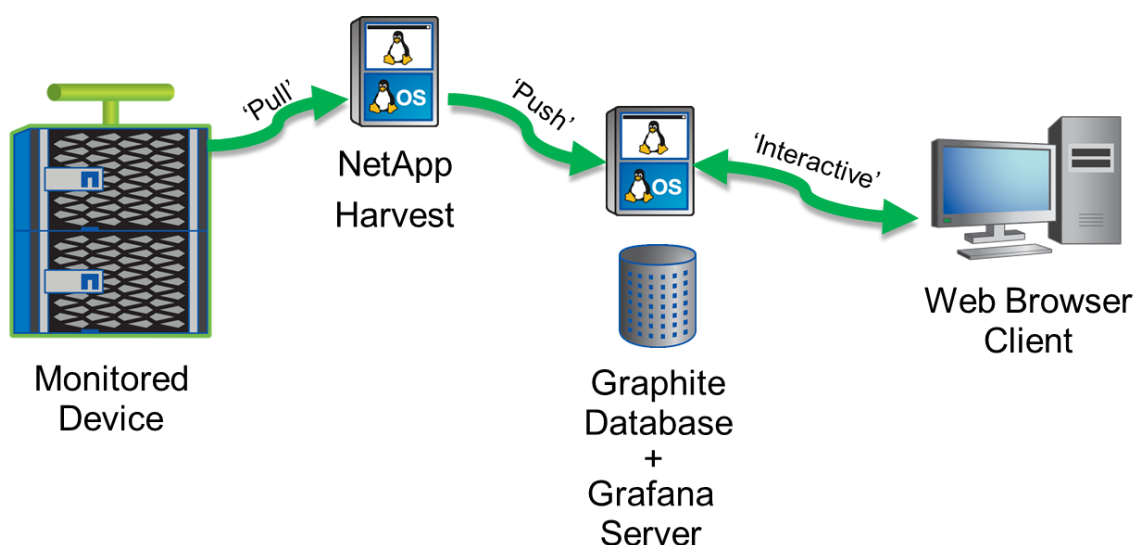 'Pull'
OS
NetApp
Harvest
'Push'
OS
'Interactive'
Monitored
Device
Graphite
Database
+
Grafana
Server
Web Browser
Client